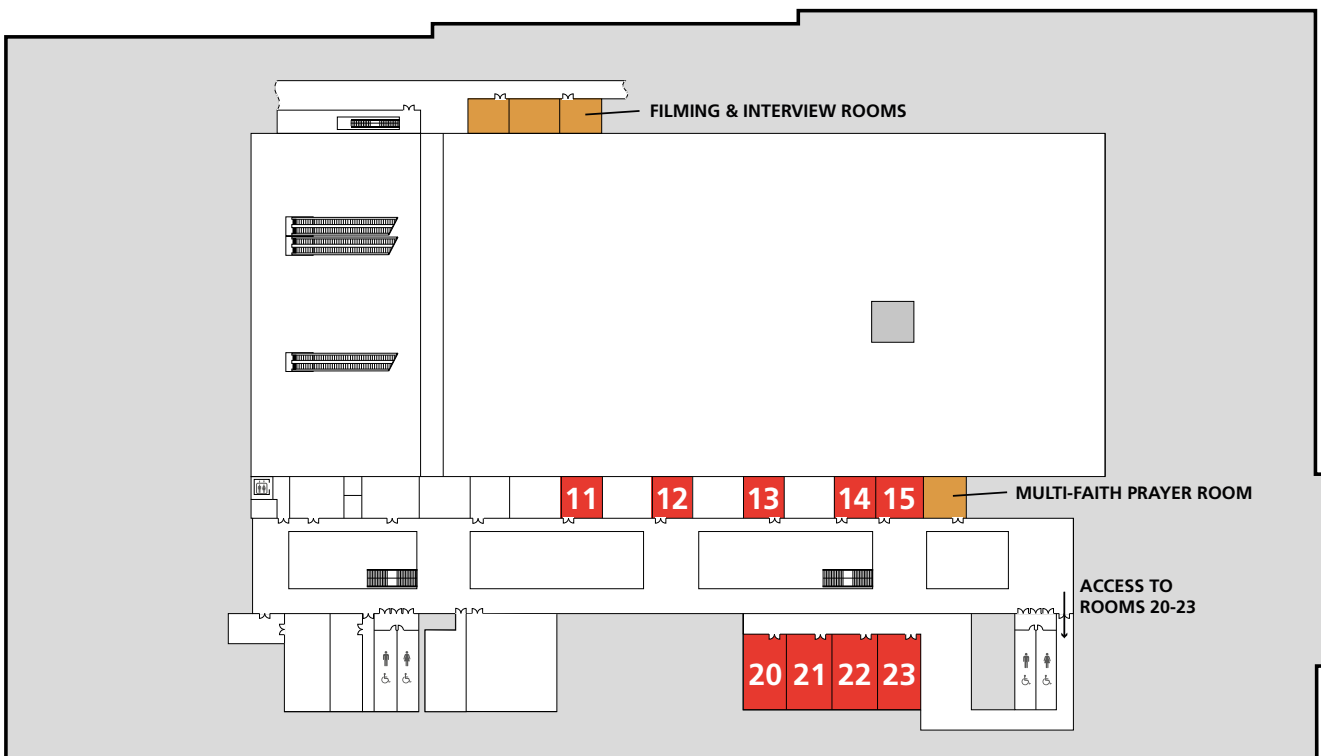 FILMING & INTERVIEW ROOMS
11 12 13 14 15
MULTI-FAITH PRAYER ROOM
ACCESS TO
ROOMS 20-23
20 21 22 23